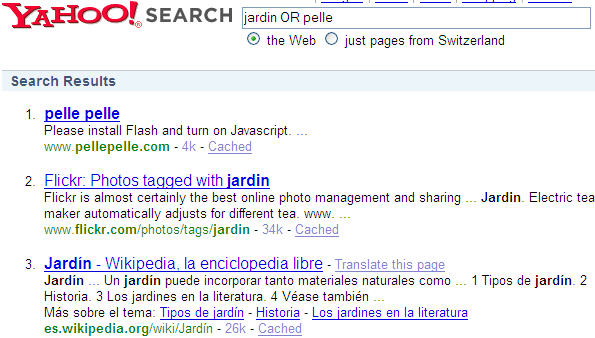 YAHOO! SEARCH
jardin OR pelle
the Web just pages from Switzerland
Search Results
1. pelle pelle
Please install Flash and turn on Javascript. ...
www.pellepelle.com - 4k - Cached
2. Flickr: Photos tagged with jardin
Flickr is almost certainly the best online photo management and sharing ... Jardin. Electric tea
maker automatically adjusts for different tea. www. ...
www.flickr.com/photos/tags/jardin - 34k - Cached
3. Jardín - Wikipedia, la enciclopedia libre - Translate this page
Jardín ... Un jardín puede incorporar tanto materiales naturales como ... 1 Tipos de jardín. 2
Historia. 3 Los jardines en la literatura. 4 Véase también ...
Más sobre el tema: Tipos de jardín - Historia - Los jardines en la literatura
es.wikipedia.org/wiki/Jardín - 26k - Cached